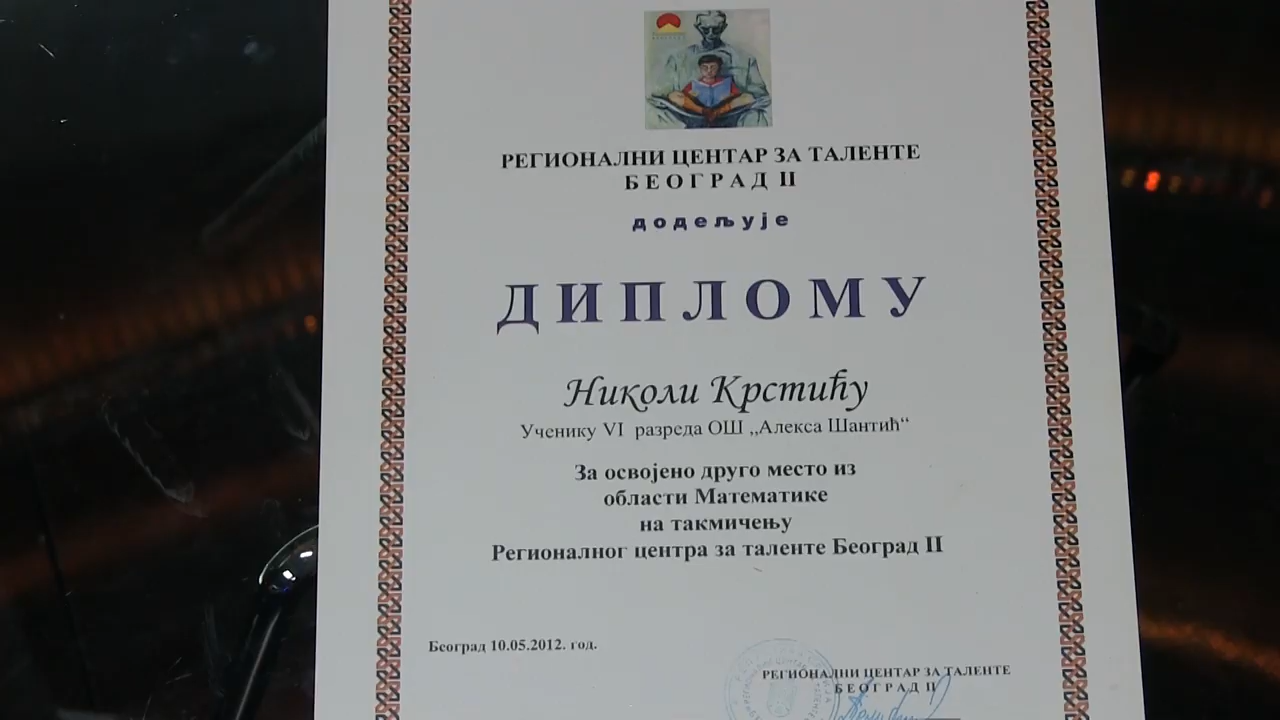 РЕГИОНАЛНИ ЦЕНТАР ЗА ТАЛЕНТЕ
БЕОГРАД II
додељује
ДИПЛОМУ
Николи Крстићу
Ученику VI разреда ОШ „Алекса Шантић“
За освојено друго место из
области Математике
на такмичењу
Регионалног центра за таленте Београд II
Београд 10.05.2012. год.
РЕГИОНАЛНИ ЦЕНТАР ЗА ТАЛЕНТЕ
БЕОГРАД II